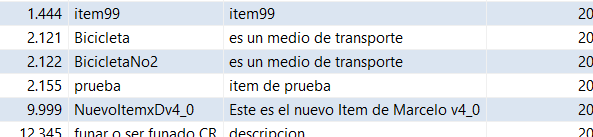 1.444 item99 item99 20
2.121 Bicicleta es un medio de transporte 20
2.122 BicicletaNo2 es un medio de transporte 20
2.155 prueba item de prueba 20
9.999 NuevoItemxDv4_0 Este es el nuevo Item de Marcelo v4_0 20
12.345 funar o ser funado CR descripcion 20